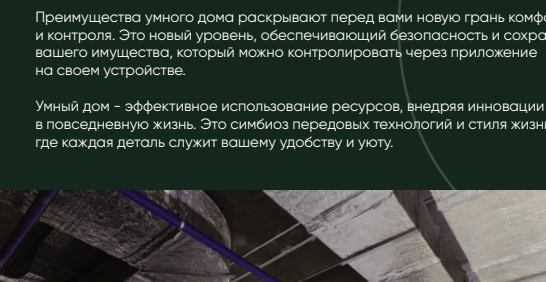 Преимущества умного дома раскрывают перед вами новую грань
и контроля. Это новый уровень, обеспечивающий безопасность и
вашего имущества, который можно контролировать через приложение
на своем устройстве.
Умный дом - эффективное использование ресурсов, внедряя инновации
в повседневную жизнь. Это симбиоз передовых технологий и стиля
где каждая деталь служит вашему удобству и уюту.